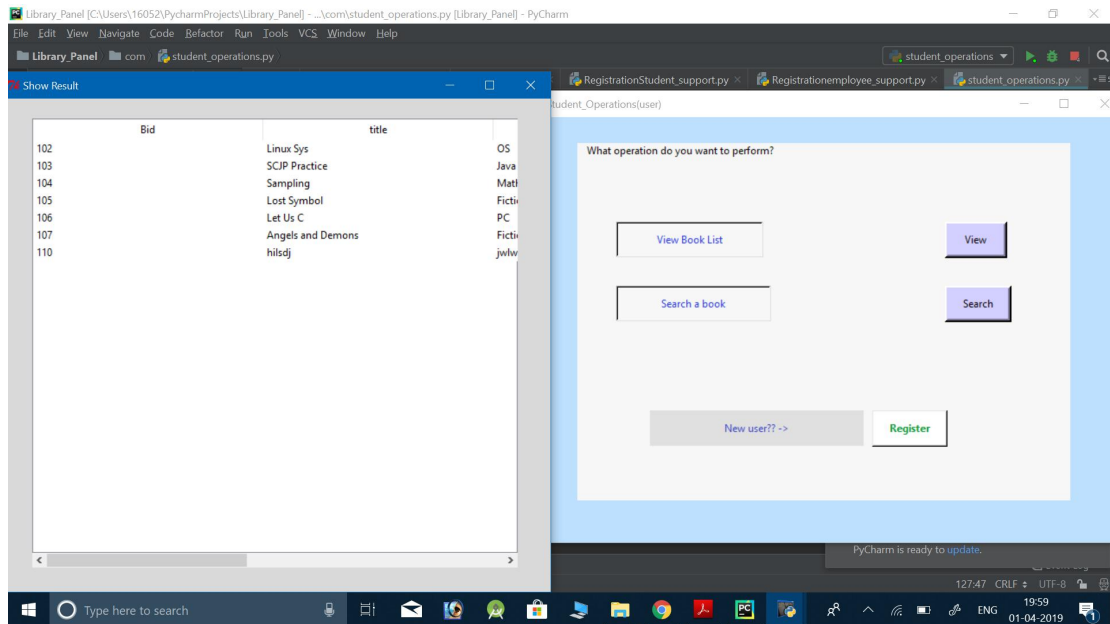 Library_Panel [C:\Users\16052\PycharmProjects\Library_Panel] - ...\com\student_operations.py [Library_Panel] - PyCharm
File Edit View Navigate Code Refactor Run Tools VCS Window Help
Library_Panel com student_operations.py student_operations
RegistrationStudent_support.py Registrationemployee_support.py student_operations.py
Show Result
tudent_Operations(user)
Bid title
102 Linux Sys OS
103 SCJP Practice Java
104 Sampling Math
105 Lost Symbol Ficti
106 Let Us C PC
107 Angels and Demons Ficti
110 hilsdj jwlw
What operation do you want to perform?
View Book List View
Search a book Search
New user?? -> Register
PyCharm is ready to update.
127:47 CRLF UTF-8
Type here to search
ENG
19:59
01-04-2019